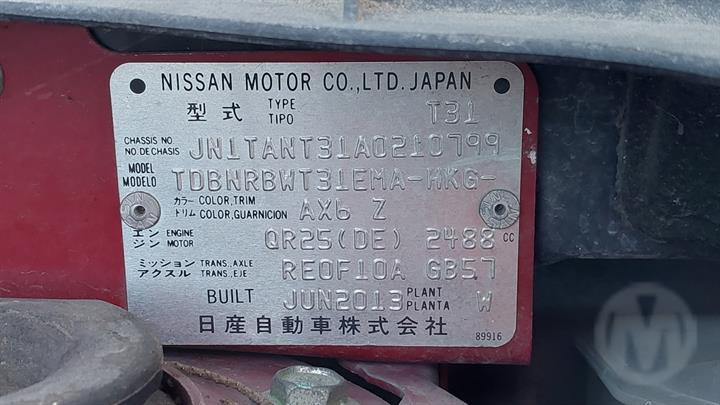 NISSAN MOTOR CO.,LTD. JAPAN
型式 TYPE TIPO T31
CHASSIS NO NO.DE CHASIS JN1TANT31A0210799
MODEL MODELO TDBNRBWT31EMA-HKG-
カラー COLOR,TRIM トリム COLOR,GUARNICION AX6 Z
エンジン ENGINE MOTOR QR25(DE) 2488 CC
ミッション TRANS,AXLE アクスル TRANS,EJE RE0F10A GB57
BUILT JUN2013 PLANT PLANTA W
日産自動車株式会社 89916
M